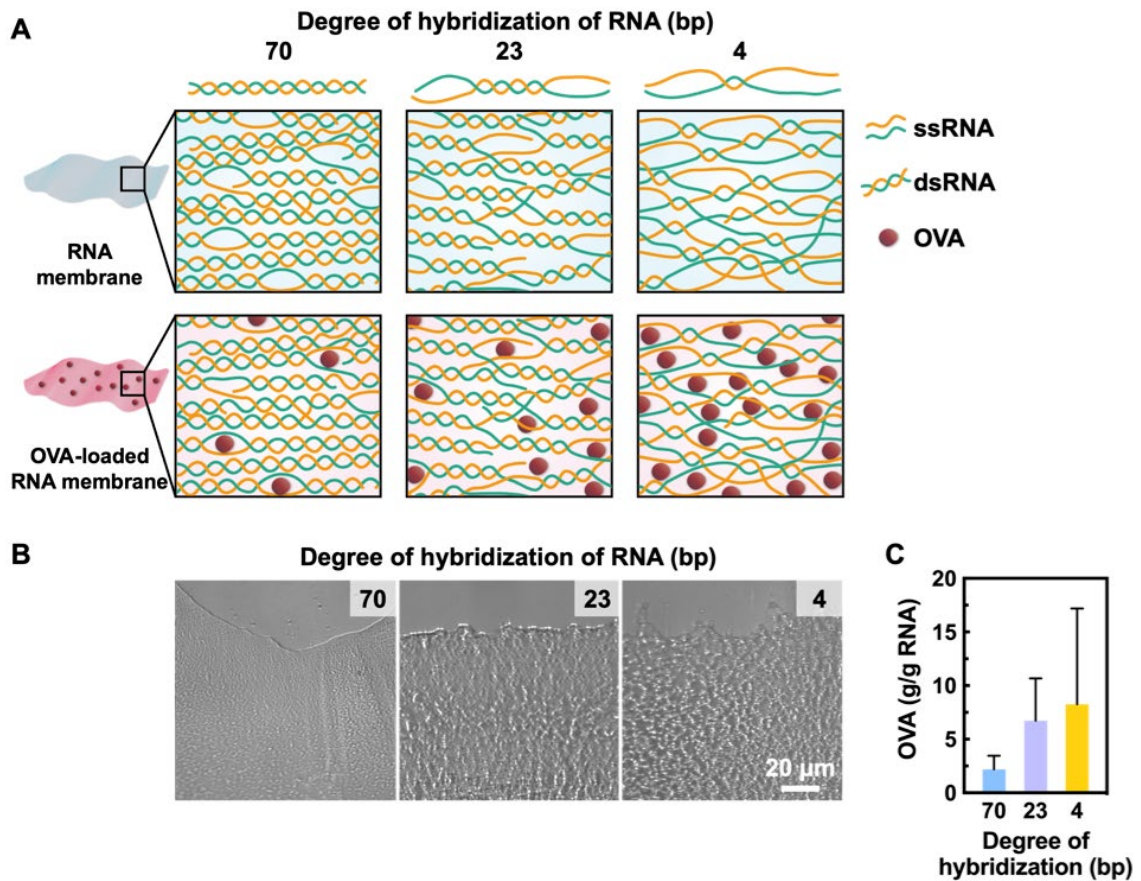 A
Degree of hybridization of RNA (bp)
70
23
4
ssRNA
dsRNA
OVA
RNA
membrane
OVA-loaded
RNA membrane
B
Degree of hybridization of RNA (bp)
70
23
4
20 µm
C
OVA (g/g RNA)
20
15
10
5
0
70 23 4
Degree of
hybridization (bp)